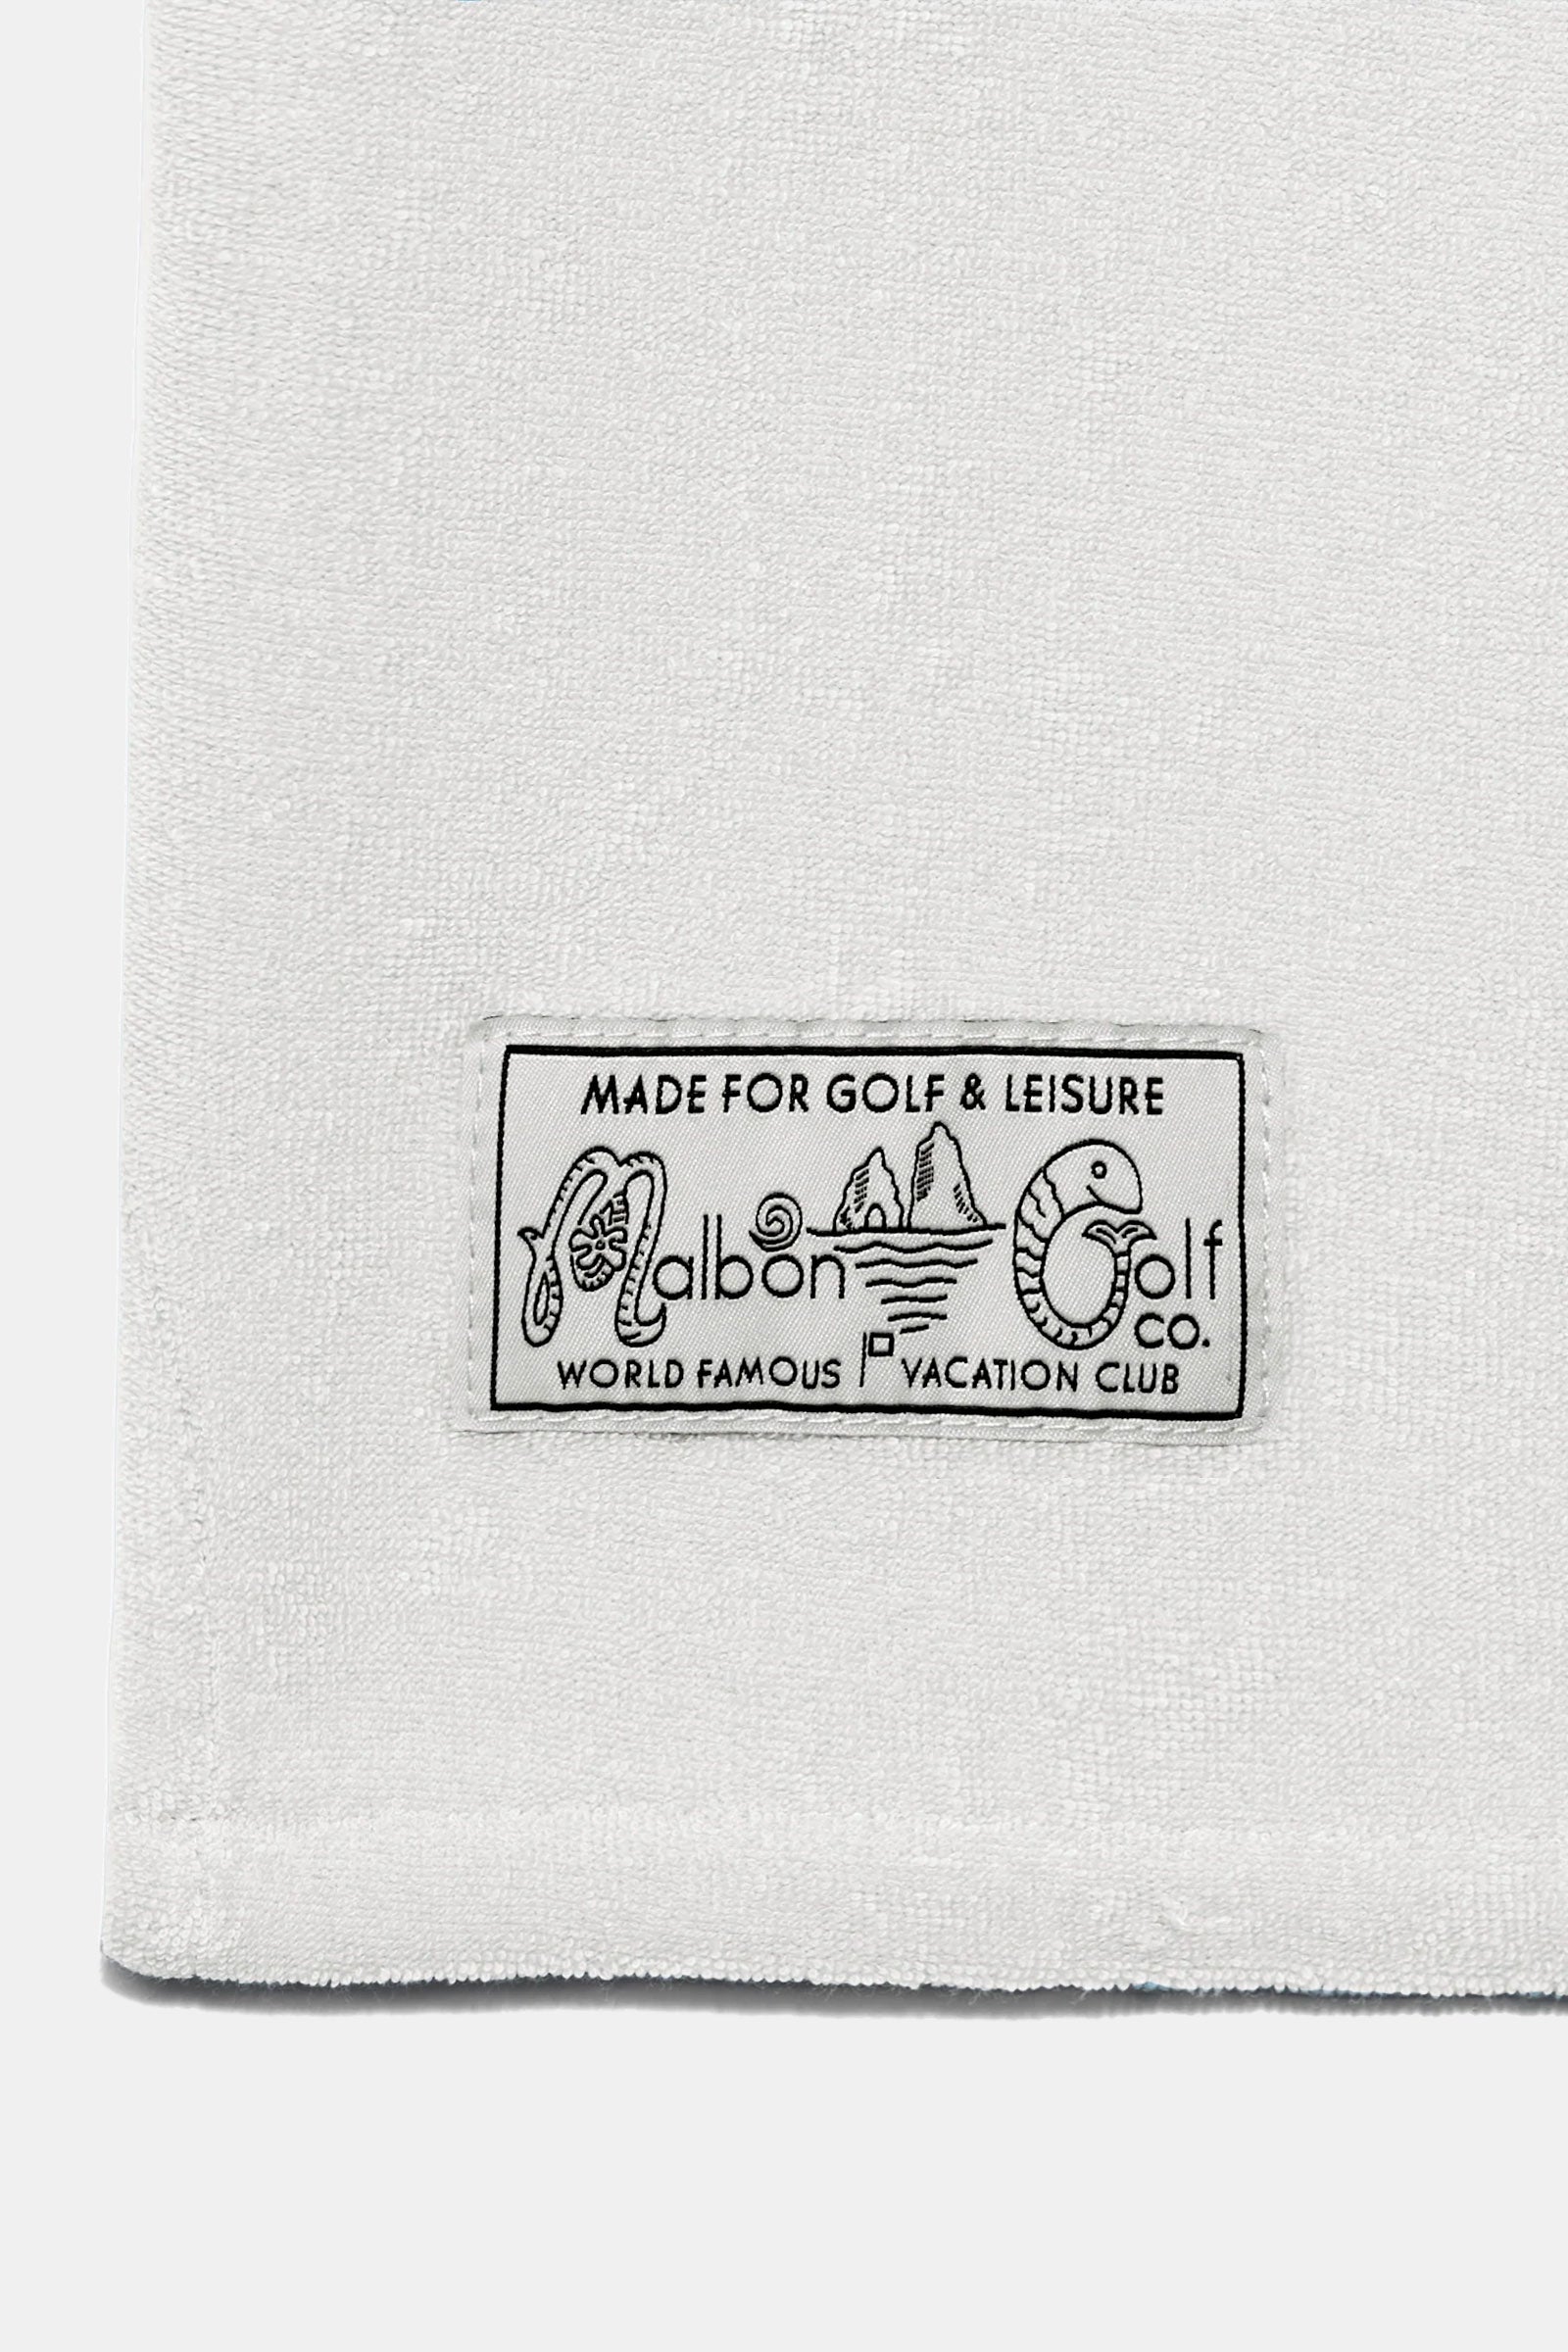 MADE FOR GOLF & LEISURE
Malbon Golf
CO.
WORLD FAMOUS VACATION CLUB